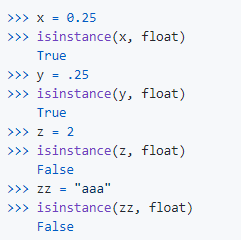 >>> x = 0.25
>>> isinstance(x, float)
True
>>> y = .25
>>> isinstance(y, float)
True
>>> z = 2
>>> isinstance(z, float)
False
>>> zz = "aaa"
>>> isinstance(zz, float)
False